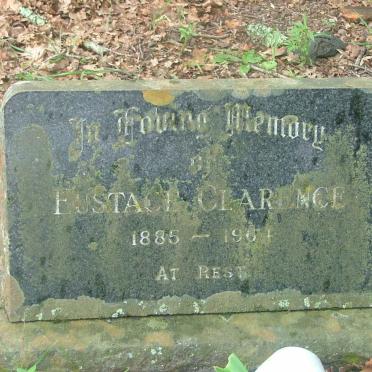 In Loving Memory
of
EUSTACE CLARENCE
1885 – 1964
AT REST